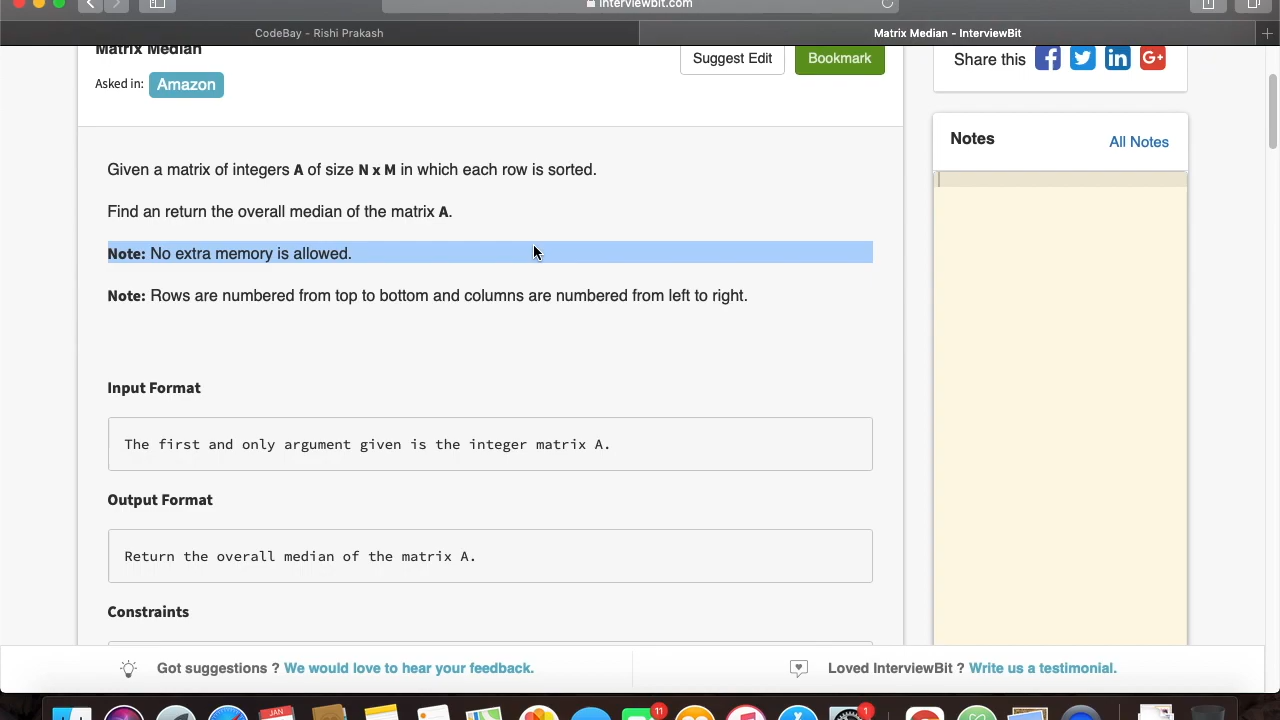 interviewbit.com
CodeBay - Rishi Prakash
Matrix Median - InterviewBit
Matrix Median
Asked in: Amazon
Suggest Edit
Bookmark
Share this
Given a matrix of integers A of size N x M in which each row is sorted.
Find an return the overall median of the matrix A.
Note: No extra memory is allowed.
Note: Rows are numbered from top to bottom and columns are numbered from left to right.
Input Format
The first and only argument given is the integer matrix A.
Output Format
Return the overall median of the matrix A.
Constraints
Notes
All Notes
Got suggestions ? We would love to hear your feedback.
Loved InterviewBit ? Write us a testimonial.
JAN
11
1